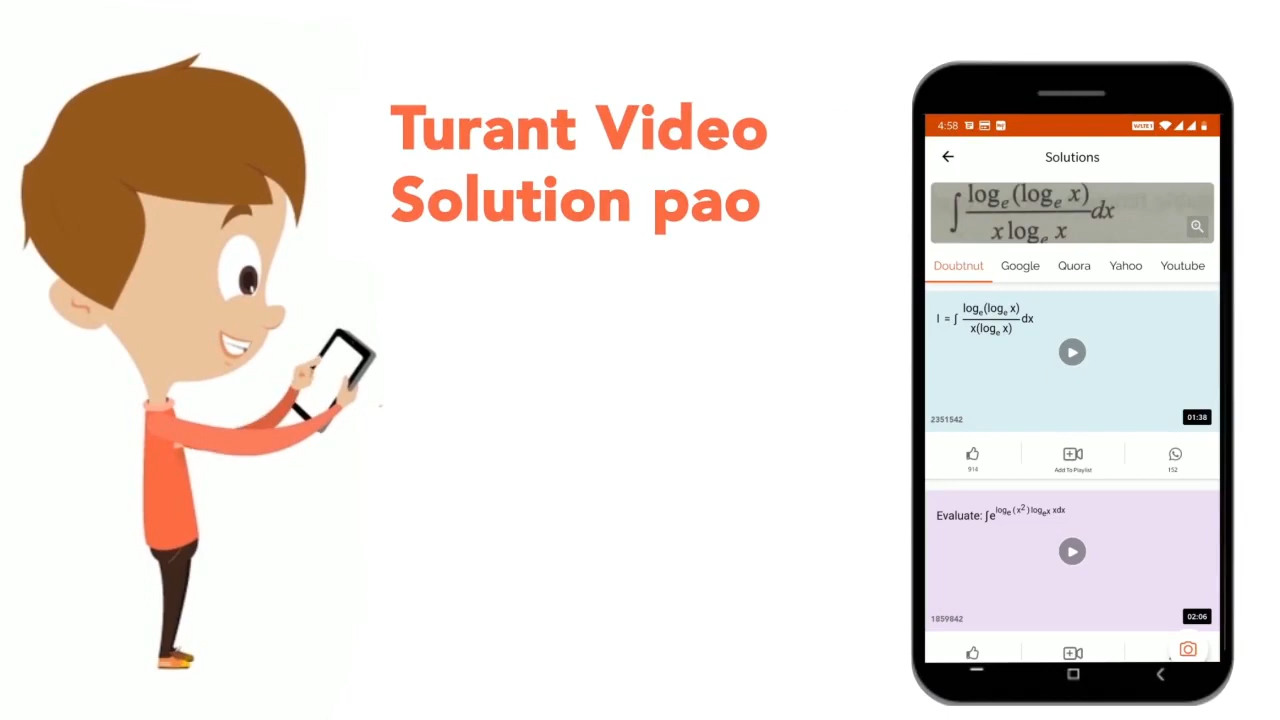 Turant Video
Solution pao
4:58
Solutions
∫ logₑ(logₑ x) / x logₑ x dx
Doubtnut Google Quora Yahoo Youtube
I = ∫ logₑ(logₑ x) / x(logₑ x) dx
2351542 01:38
914 Add To Playlist 152
Evaluate: ∫e^logₑ(x²)logₑx xdx
1859842 02:06